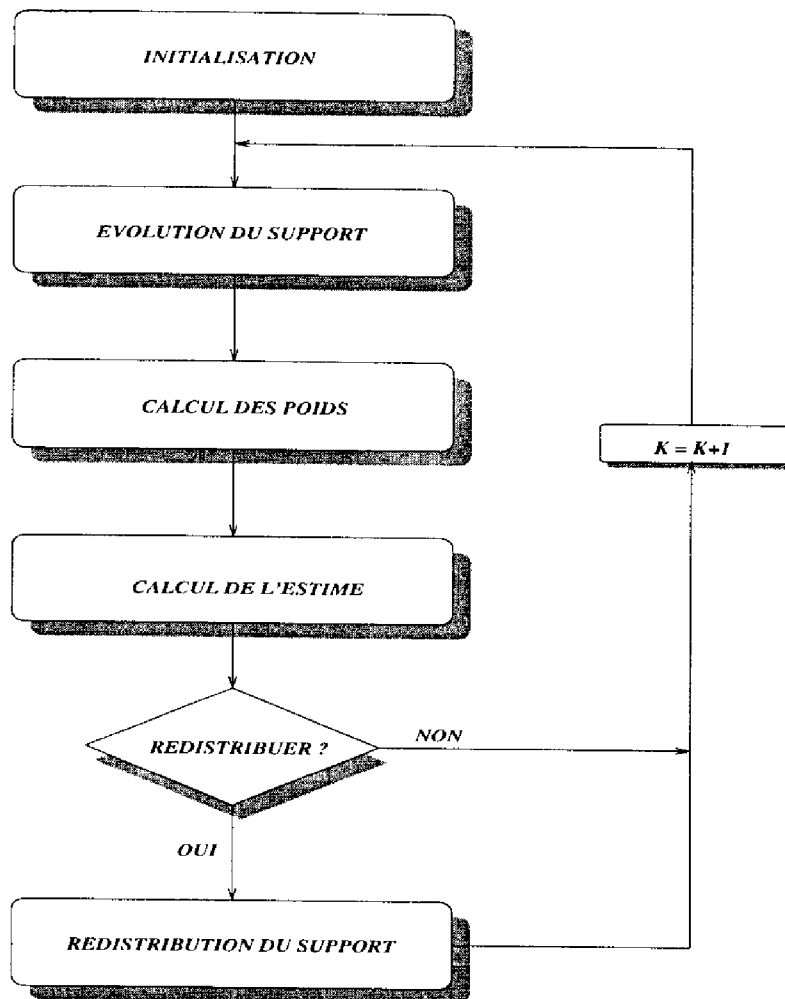 INITIALISATION
EVOLUTION DU SUPPORT
CALCUL DES POIDS
K = K+1
CALCUL DE L'ESTIME
REDISTRIBUER ?
NON
OUI
REDISTRIBUTION DU SUPPORT